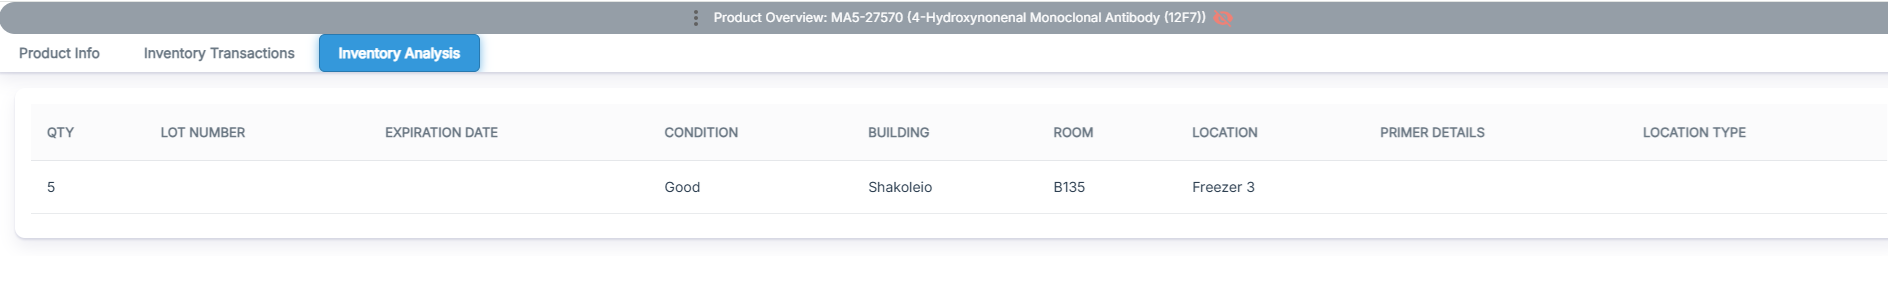 Product Overview: MA5-27570 (4-Hydroxynonenal Monoclonal Antibody (12F7))
Product Info Inventory Transactions Inventory Analysis
QTY LOT NUMBER EXPIRATION DATE CONDITION BUILDING ROOM LOCATION PRIMER DETAILS LOCATION TYPE
5 Good Shakoleio B135 Freezer 3